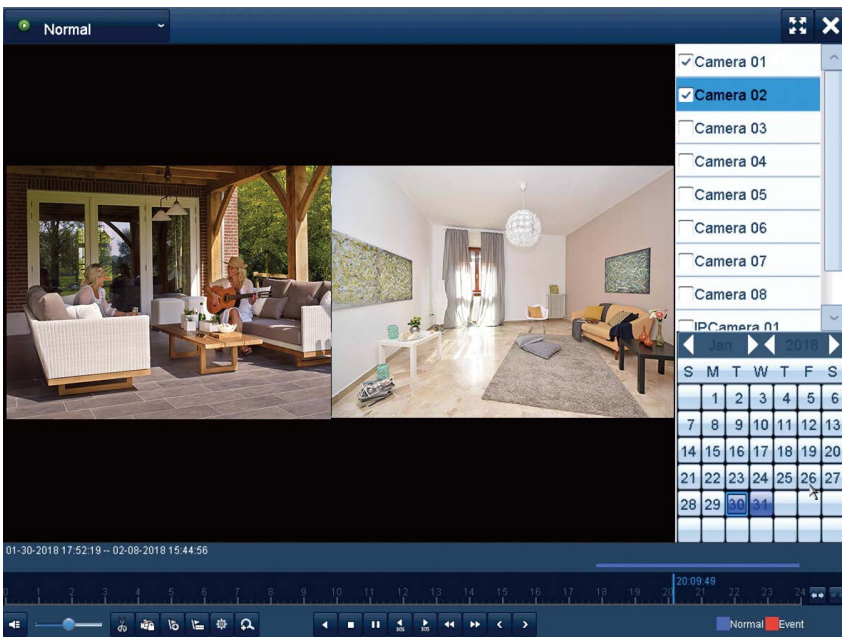 Normal
Camera 01
Camera 02
Camera 03
Camera 04
Camera 05
Camera 06
Camera 07
Camera 08
IPCamera 01
Jan 2018
S M T W T F S
1 2 3 4 5 6
7 8 9 10 11 12 13
14 15 16 17 18 19 20
21 22 23 24 25 26 27
28 29 30 31
01-30-2018 17:52:19 -- 02-08-2018 15:44:56
20:09:49
0 1 2 3 4 5 6 7 8 9 10 11 12 13 14 15 16 17 18 19 20 21 22 23 24
30S 30S
Normal Event